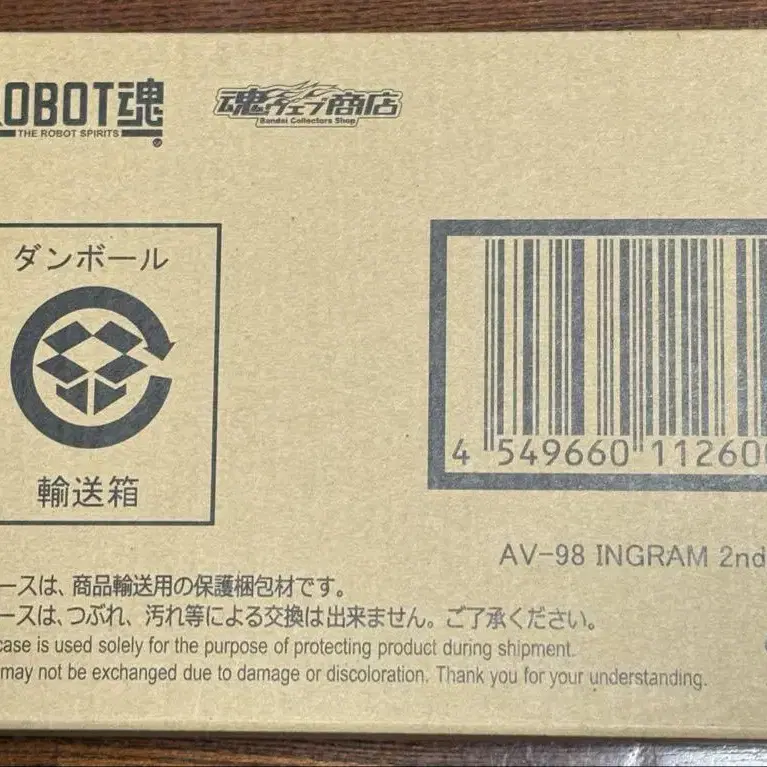 ROBOT魂
THE ROBOT SPIRITS
魂ウェブ商店
Bandai Collectors Shop
ダンボール
輸送箱
4 549660 11260
AV-98 INGRAM 2nd
ースは、商品輸送用の保護梱包材です。
ースは、つぶれ、汚れ等による交換は出来ません。ご了承ください。
case is used solely for the purpose of protecting product during shipment.
may not be exchanged due to damage or discoloration. Thank you for your understanding.